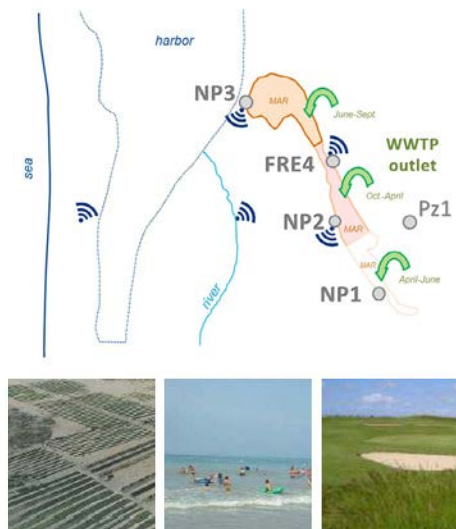 harbor
sea
NP3
MAR
June-Sept
FRE4
WWTP
outlet
Oct.-April
NP2
MAR
Pz1
MAR
April-June
NP1
river